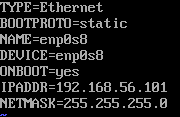 TYPE=Ethernet
BOOTPROTO=static
NAME=enp0s8
DEVICE=enp0s8
ONBOOT=yes
IPADDR=192.168.56.101
NETMASK=255.255.255.0
~